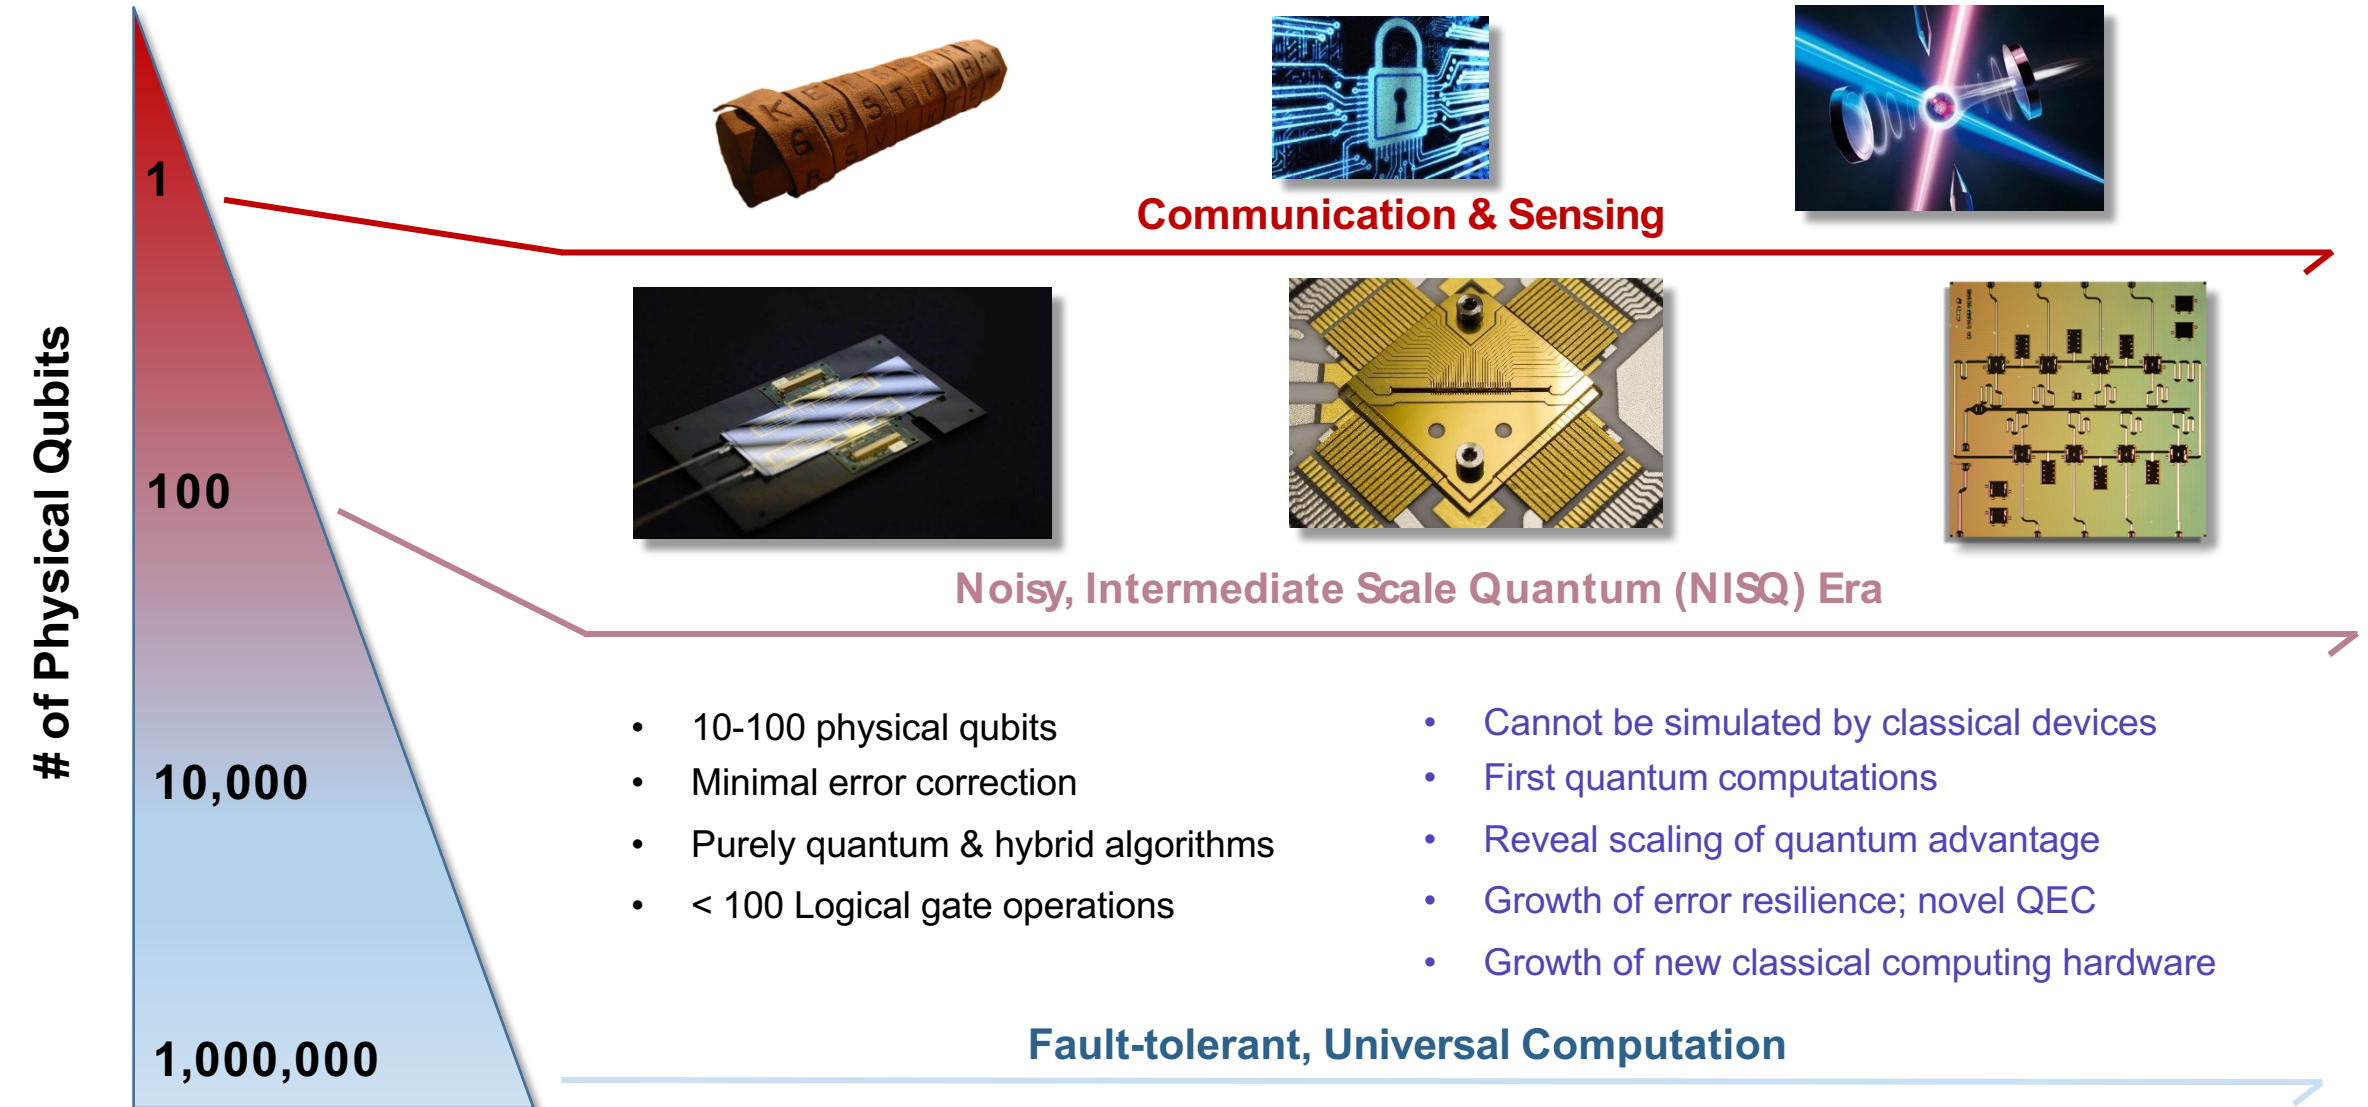 # of Physical Qubits
1
100
10,000
1,000,000
Communication & Sensing
Noisy, Intermediate Scale Quantum (NISQ) Era
• 10-100 physical qubits
• Minimal error correction
• Purely quantum & hybrid algorithms
• < 100 Logical gate operations
• Cannot be simulated by classical devices
• First quantum computations
• Reveal scaling of quantum advantage
• Growth of error resilience; novel QEC
• Growth of new classical computing hardware
Fault-tolerant, Universal Computation